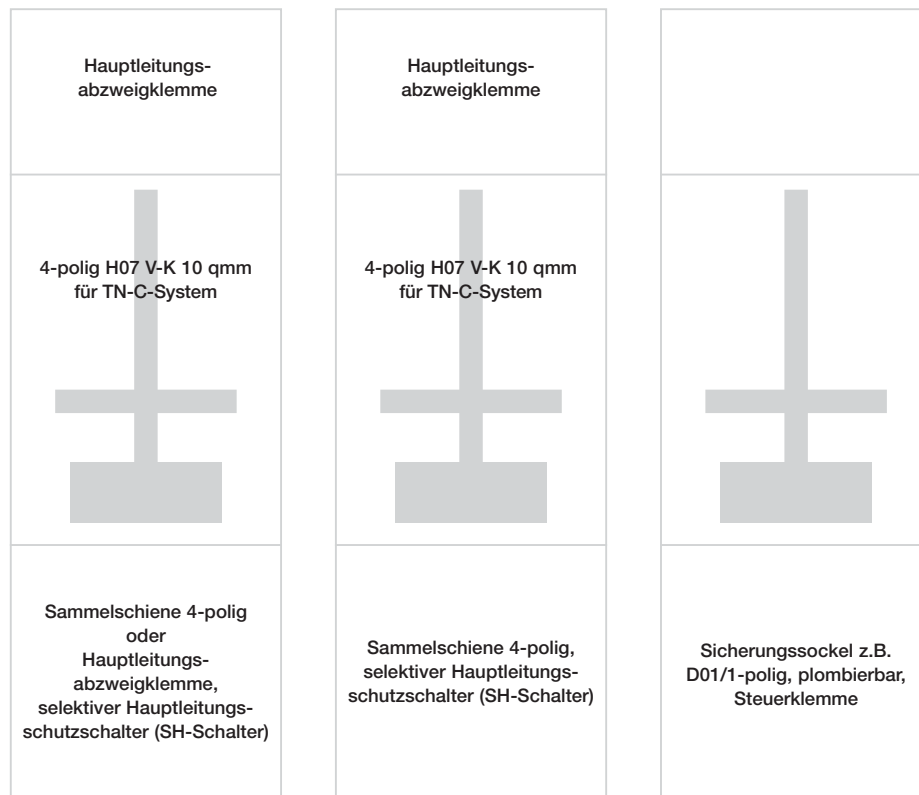 Hauptleitungs-
abzweigklemme
4-polig H07 V-K 10 qmm
für TN-C-System
Sammelschiene 4-polig
oder
Hauptleitungs-
abzweigklemme,
selektiver Hauptleitungs-
schutzschalter (SH-Schalter)
Hauptleitungs-
abzweigklemme
4-polig H07 V-K 10 qmm
für TN-C-System
Sammelschiene 4-polig,
selektiver Hauptleitungs-
schutzschalter (SH-Schalter)
Sicherungssockel z.B.
D01/1-polig, plombierbar,
Steuerklemme